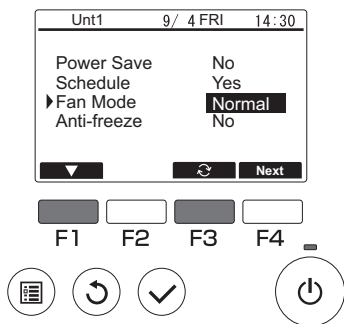 Unt1 9/ 4 FRI 14:30
Power Save No
Schedule Yes
Fan Mode Normal
Anti-freeze No
Next
F1 F2 F3 F4